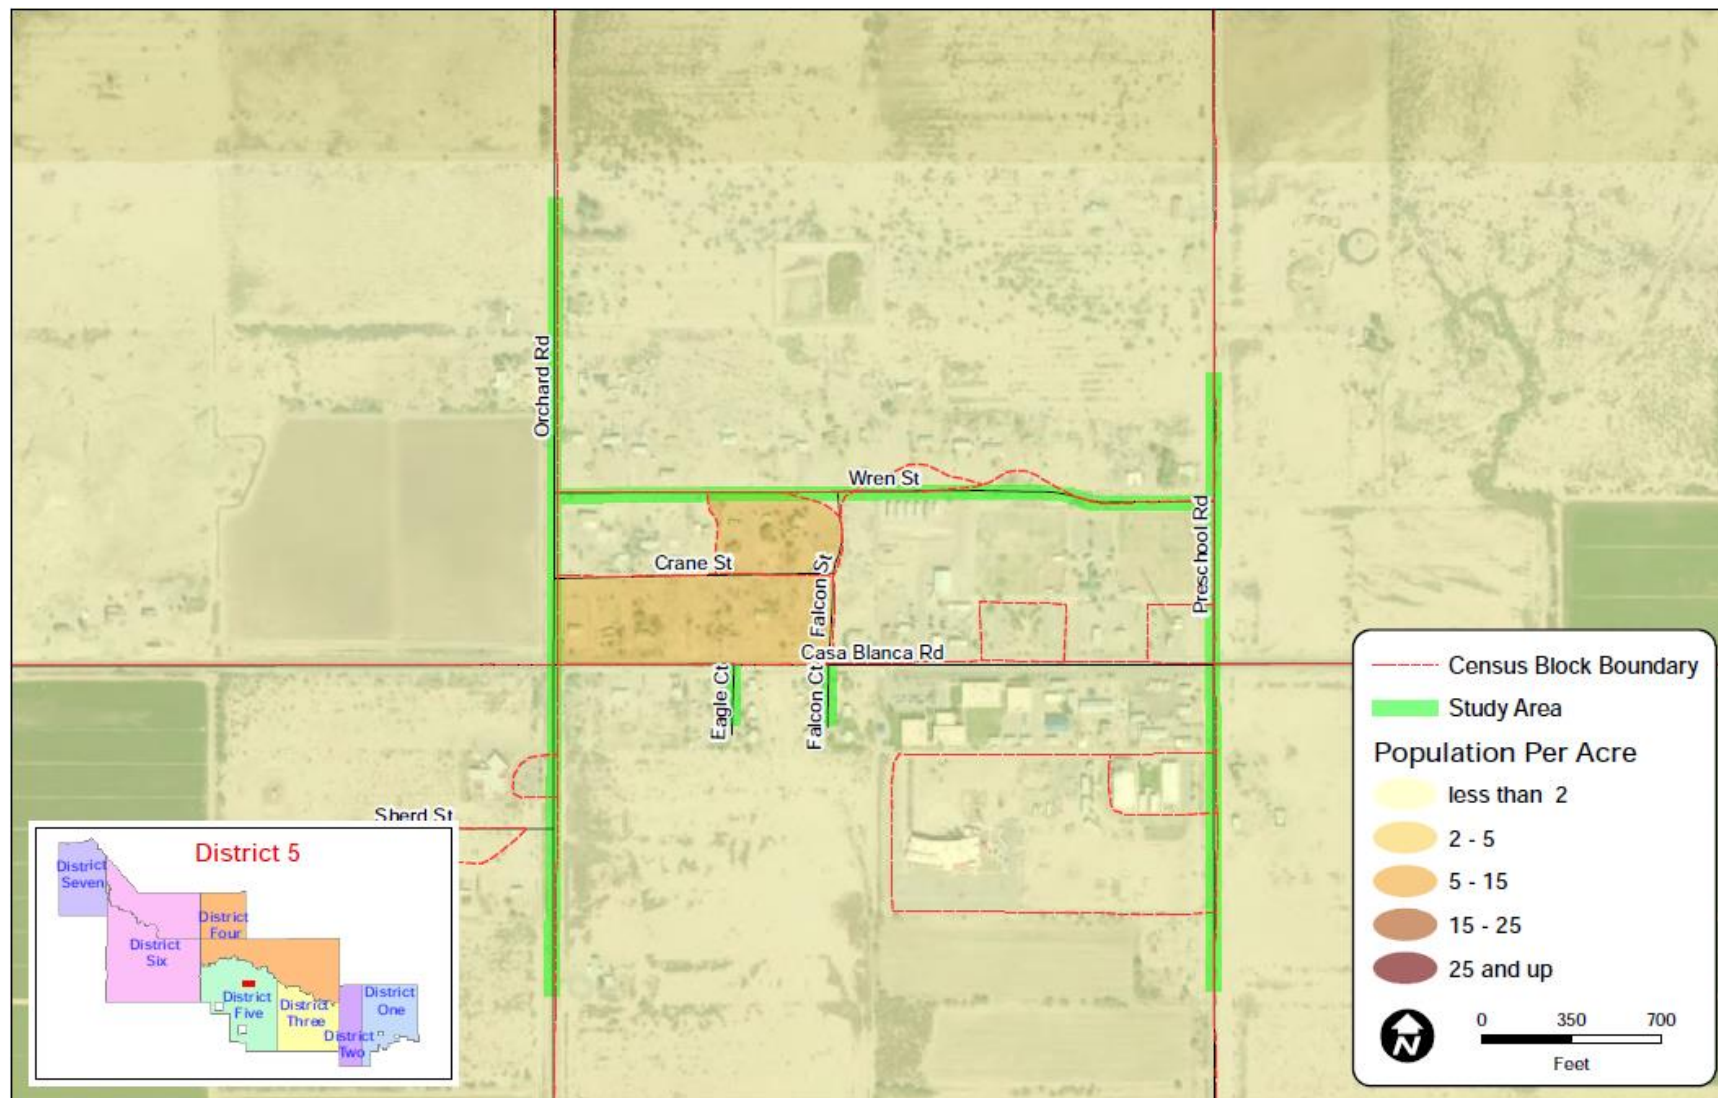 Orchard Rd
Wren St
Crane St
Falcon St
Preschool Rd
Casa Blanca Rd
Eagle Ct
Falcon Ct
Sherd St
District 5
District
Seven
District
Four
District
Six
District
Five
District
Three
District
One
District
Two
Census Block Boundary
Study Area
Population Per Acre
less than 2
2 - 5
5 - 15
15 - 25
25 and up
N
0 350 700
Feet